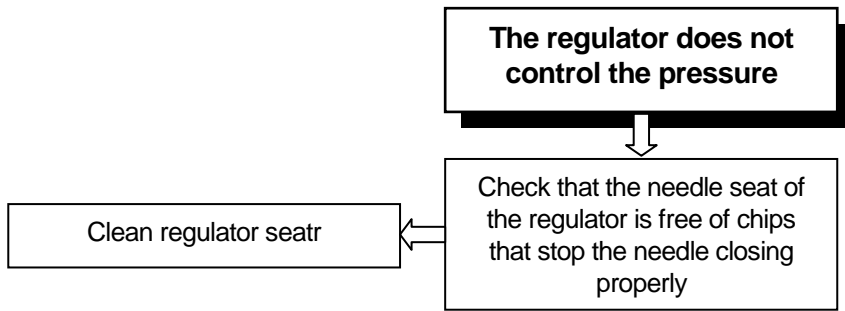 The regulator does not
control the pressure
Check that the needle seat of
the regulator is free of chips
that stop the needle closing
properly
Clean regulator seatr